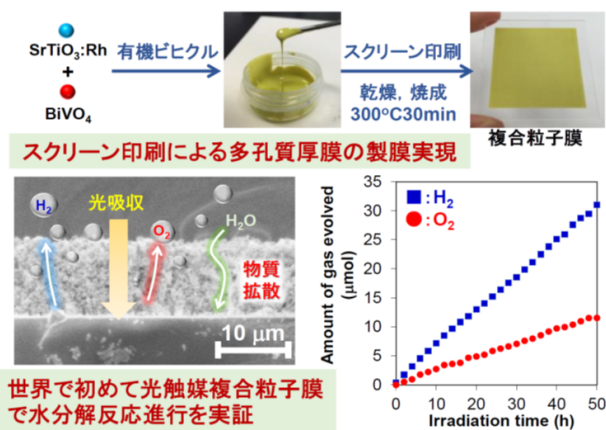 SrTiO₃:Rh
+
BiVO₄
有機ビヒクル
スクリーン印刷
乾燥，焼成
300℃30min
複合粒子膜
スクリーン印刷による多孔質厚膜の製膜実現
H₂
光吸収
O₂
H₂O
物質
拡散
10 μm
世界で初めて光触媒複合粒子膜
で水分解反応進行を実証
Amount of gas evolved
(μmol)
35
30
25
20
15
10
5
0
:H₂
:O₂
0 10 20 30 40 50
Irradiation time (h)